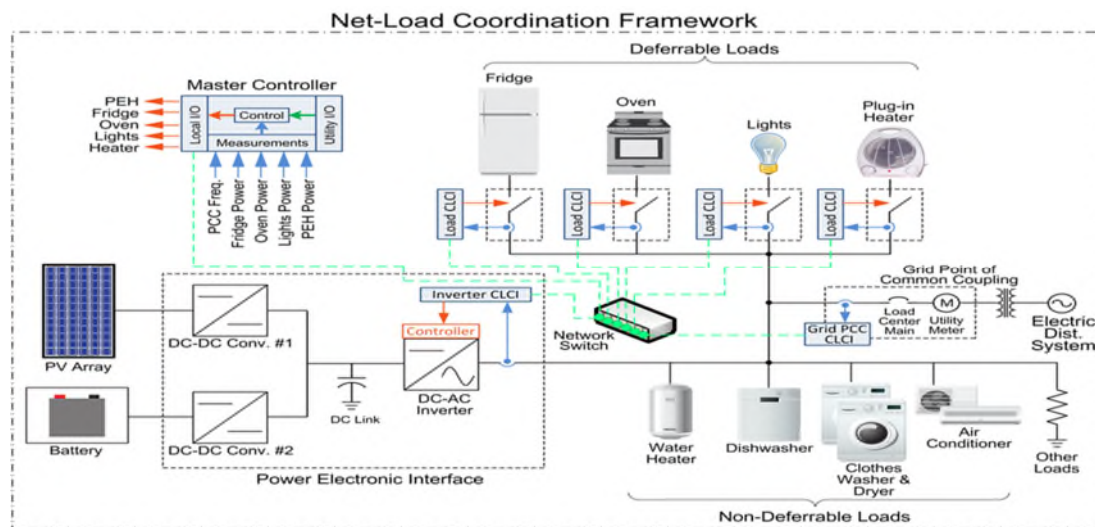 Net-Load Coordination Framework
Deferrable Loads
Fridge
Oven
Lights
Plug-in
Heater
Master Controller
PEH
Fridge
Oven
Lights
Heater
Local I/O
Control
Measurements
Utility I/O
PCC Freq.
Fridge Power
Oven Power
Lights Power
PEH Power
Load CLCI
Load CLCI
Load CLCI
Load CLCI
Grid Point of
Common Coupling
Load
Center
Main
M
Utility
Meter
Grid PCC
CLCI
Electric
Dist.
System
Network
Switch
Inverter CLCI
Controller
DC-AC
Inverter
DC-DC Conv. #1
PV Array
DC Link
Battery
DC-DC Conv. #2
Power Electronic Interface
Water
Heater
Dishwasher
Clothes
Washer &
Dryer
Air
Conditioner
Other
Loads
Non-Deferrable Loads